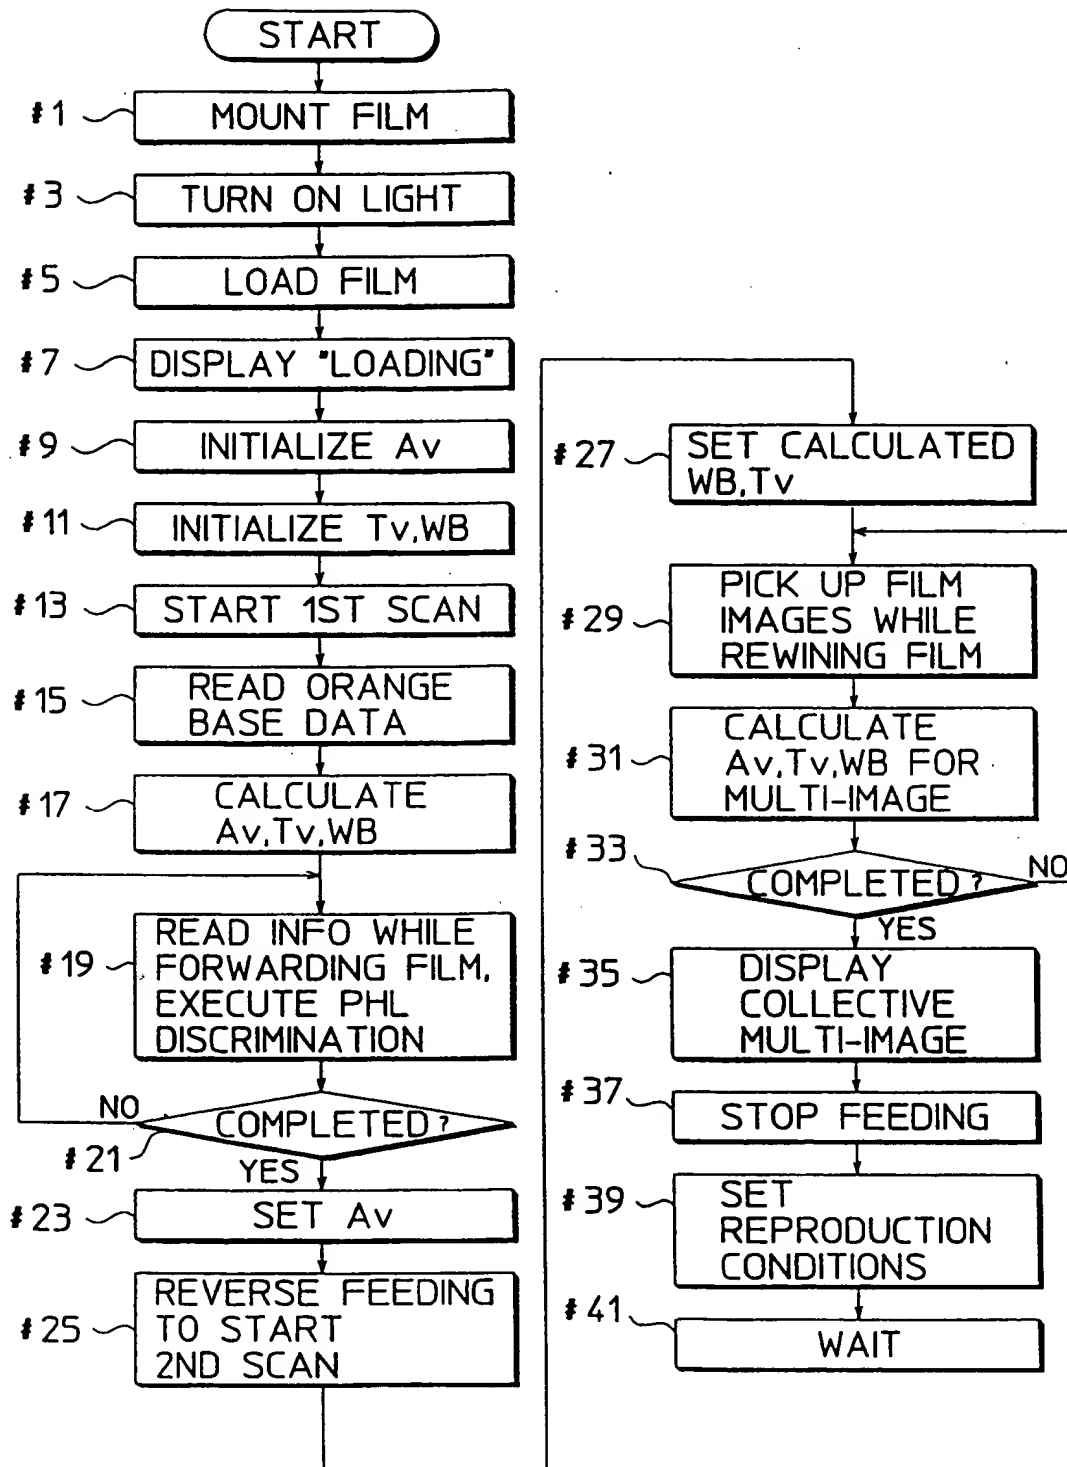 START
#1
MOUNT FILM
#3
TURN ON LIGHT
#5
LOAD FILM
#7
DISPLAY "LOADING"
#9
INITIALIZE Av
#11
INITIALIZE Tv,WB
#13
START 1ST SCAN
#15
READ ORANGE
BASE DATA
#17
CALCULATE
Av,Tv,WB
#19
READ INFO WHILE
FORWARDING FILM,
EXECUTE PHL
DISCRIMINATION
NO
COMPLETED?
#21
YES
#23
SET Av
#25
REVERSE FEEDING
TO START
2ND SCAN
#27
SET CALCULATED
WB,Tv
#29
PICK UP FILM
IMAGES WHILE
REWINING FILM
#31
CALCULATE
Av,Tv,WB FOR
MULTI-IMAGE
#33
COMPLETED?
NO
YES
#35
DISPLAY
COLLECTIVE
MULTI-IMAGE
#37
STOP FEEDING
#39
SET
REPRODUCTION
CONDITIONS
#41
WAIT